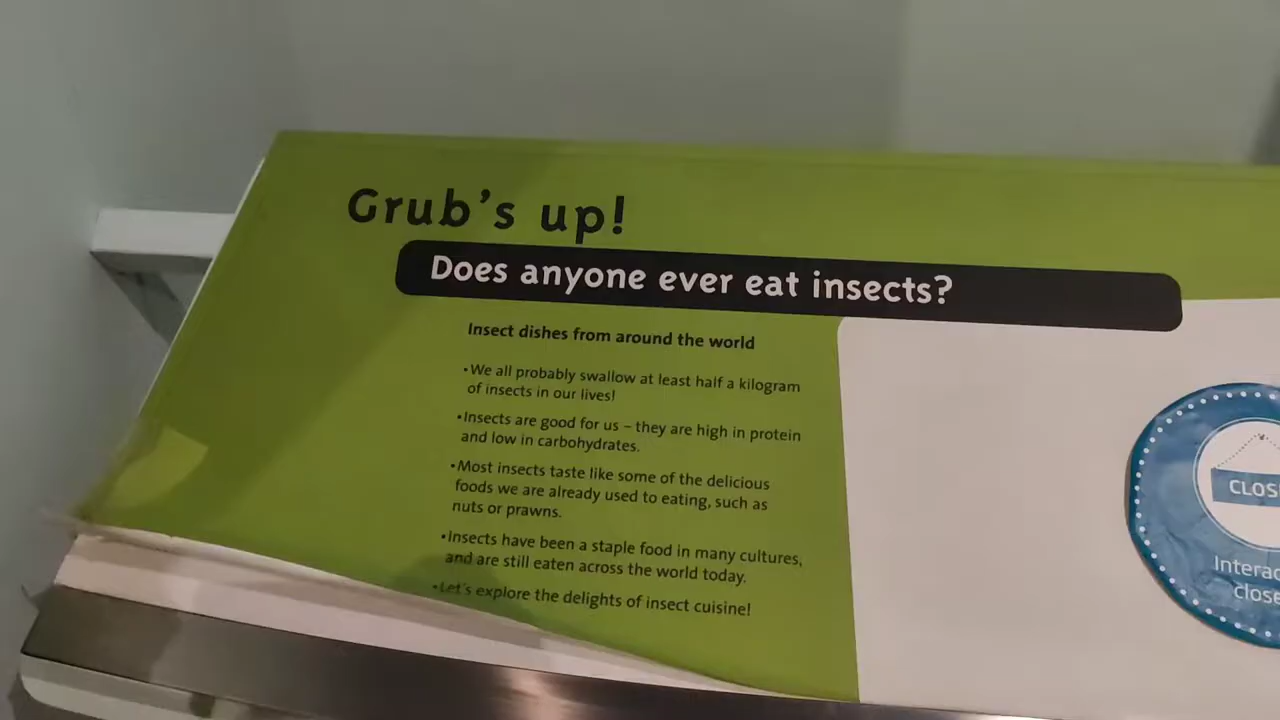 Grub's up!
Does anyone ever eat insects?
Insect dishes from around the world
•We all probably swallow at least half a kilogram
of insects in our lives!
•Insects are good for us – they are high in protein
and low in carbohydrates.
•Most insects taste like some of the delicious
foods we are already used to eating, such as
nuts or prawns.
•Insects have been a staple food in many cultures,
and are still eaten across the world today.
•Let's explore the delights of insect cuisine!